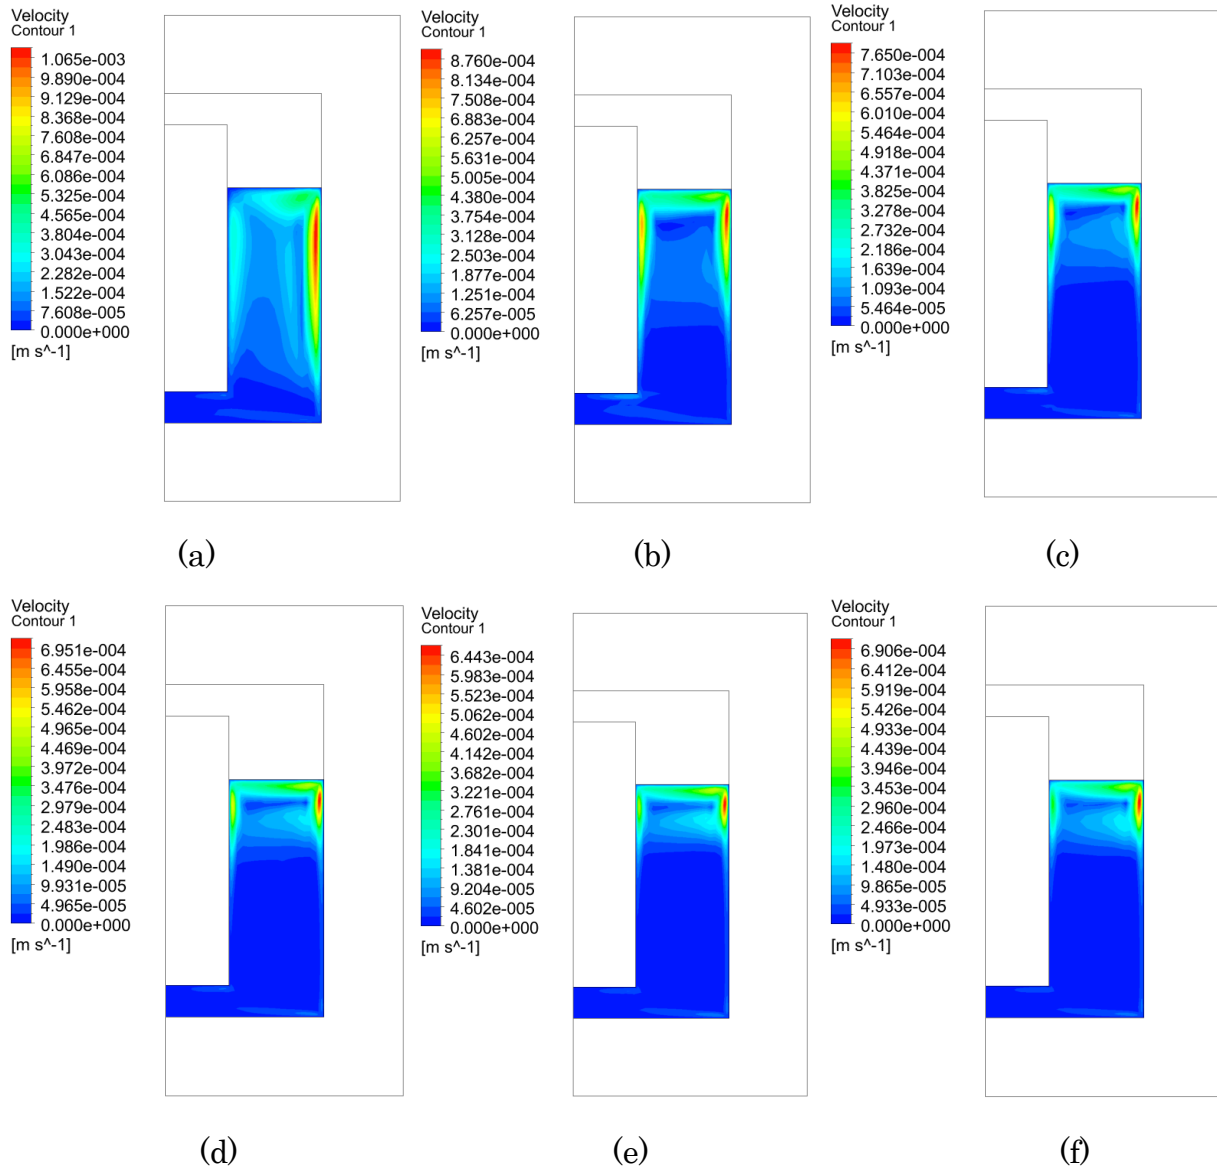 Velocity
Contour 1
1.065e-003
9.890e-004
9.129e-004
8.368e-004
7.608e-004
6.847e-004
6.086e-004
5.325e-004
4.565e-004
3.804e-004
3.043e-004
2.282e-004
1.522e-004
7.608e-005
0.000e+000
[m s^-1]
(a)
Velocity
Contour 1
8.760e-004
8.134e-004
7.508e-004
6.883e-004
6.257e-004
5.631e-004
5.005e-004
4.380e-004
3.754e-004
3.128e-004
2.503e-004
1.877e-004
1.251e-004
6.257e-005
0.000e+000
[m s^-1]
(b)
Velocity
Contour 1
7.650e-004
7.103e-004
6.557e-004
6.010e-004
5.464e-004
4.918e-004
4.371e-004
3.825e-004
3.278e-004
2.732e-004
2.186e-004
1.639e-004
1.093e-004
5.464e-005
0.000e+000
[m s^-1]
(c)
Velocity
Contour 1
6.951e-004
6.455e-004
5.958e-004
5.462e-004
4.965e-004
4.469e-004
3.972e-004
3.476e-004
2.979e-004
2.483e-004
1.986e-004
1.490e-004
9.931e-005
4.965e-005
0.000e+000
[m s^-1]
(d)
Velocity
Contour 1
6.443e-004
5.983e-004
5.523e-004
5.062e-004
4.602e-004
4.142e-004
3.682e-004
3.221e-004
2.761e-004
2.301e-004
1.841e-004
1.381e-004
9.204e-005
4.602e-005
0.000e+000
[m s^-1]
(e)
Velocity
Contour 1
6.906e-004
6.412e-004
5.919e-004
5.426e-004
4.933e-004
4.439e-004
3.946e-004
3.453e-004
2.960e-004
2.466e-004
1.973e-004
1.480e-004
9.865e-005
4.933e-005
0.000e+000
[m s^-1]
(f)